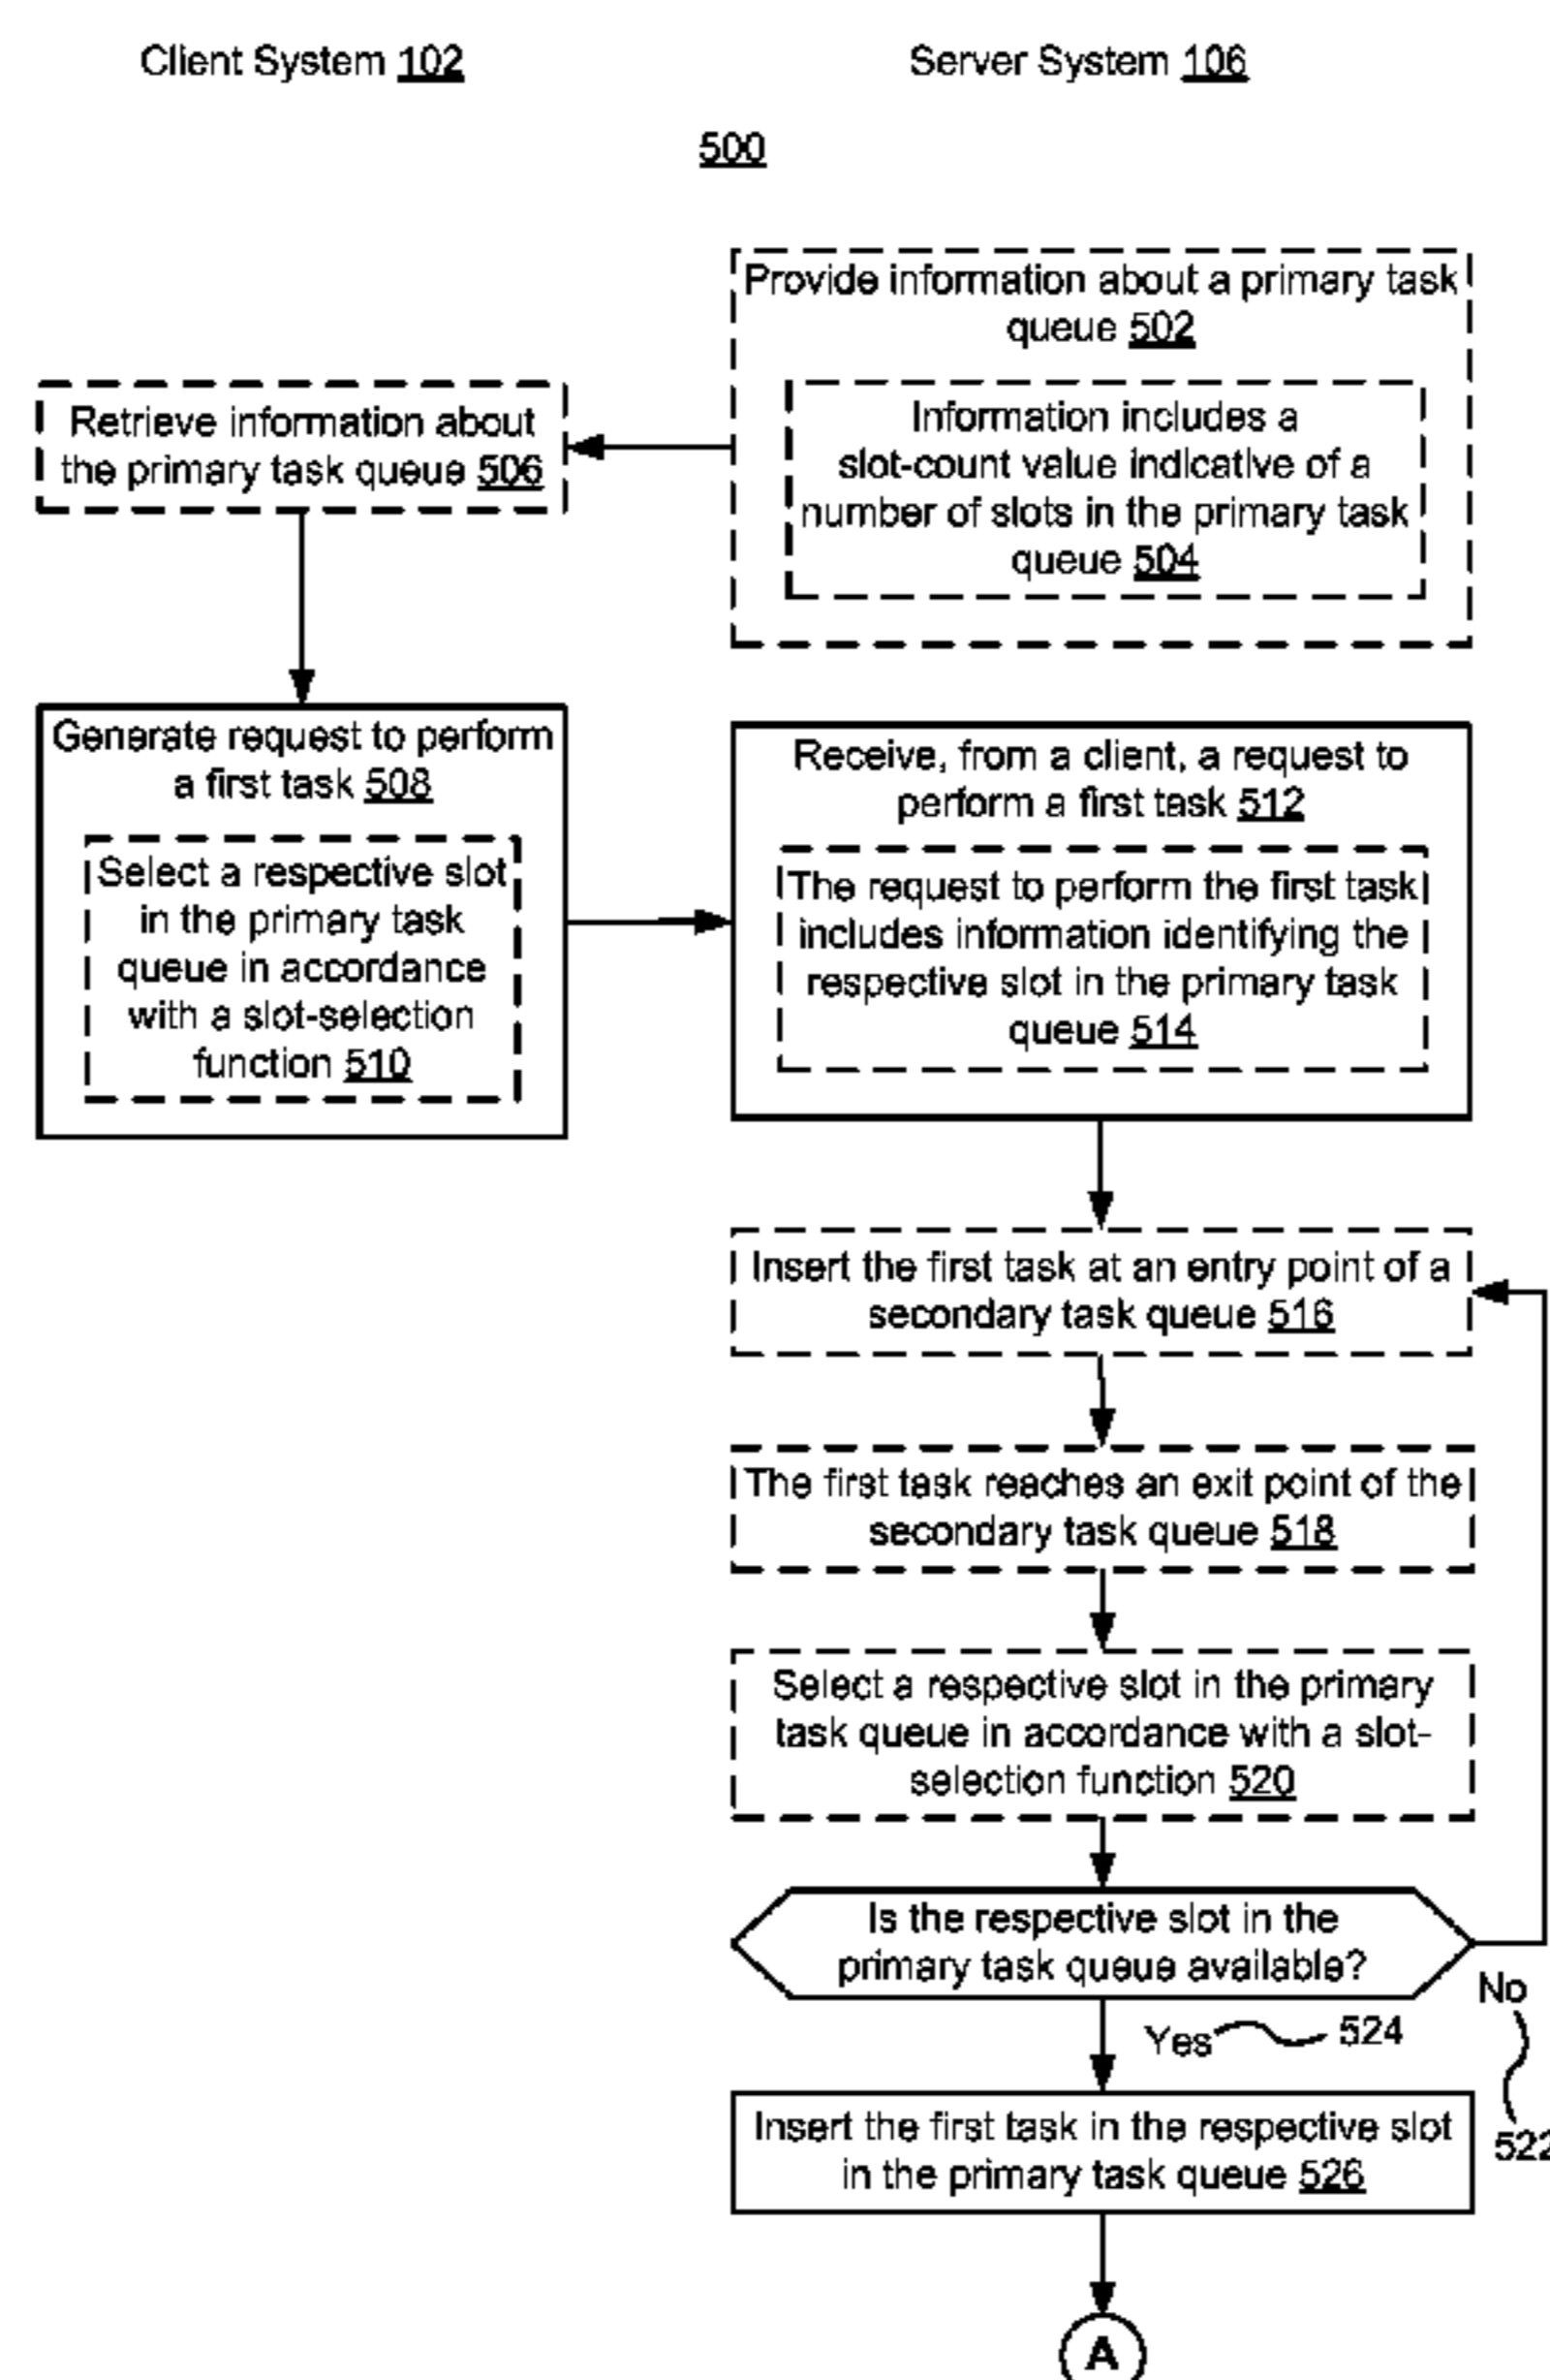 Client System 102
Server System 106
500
Provide information about a primary task
queue 502
Information includes a
slot-count value indicative of a
number of slots in the primary task
queue 504
Retrieve information about
the primary task queue 506
Generate request to perform
a first task 508
Select a respective slot
in the primary task
queue in accordance
with a slot-selection
function 510
Receive, from a client, a request to
perform a first task 512
The request to perform the first task
includes information identifying the
respective slot in the primary task
queue 514
Insert the first task at an entry point of a
secondary task queue 516
The first task reaches an exit point of the
secondary task queue 518
Select a respective slot in the primary
task queue in accordance with a slot-
selection function 520
Is the respective slot in the
primary task queue available?
No
Yes 524
522
Insert the first task in the respective slot
in the primary task queue 526
A